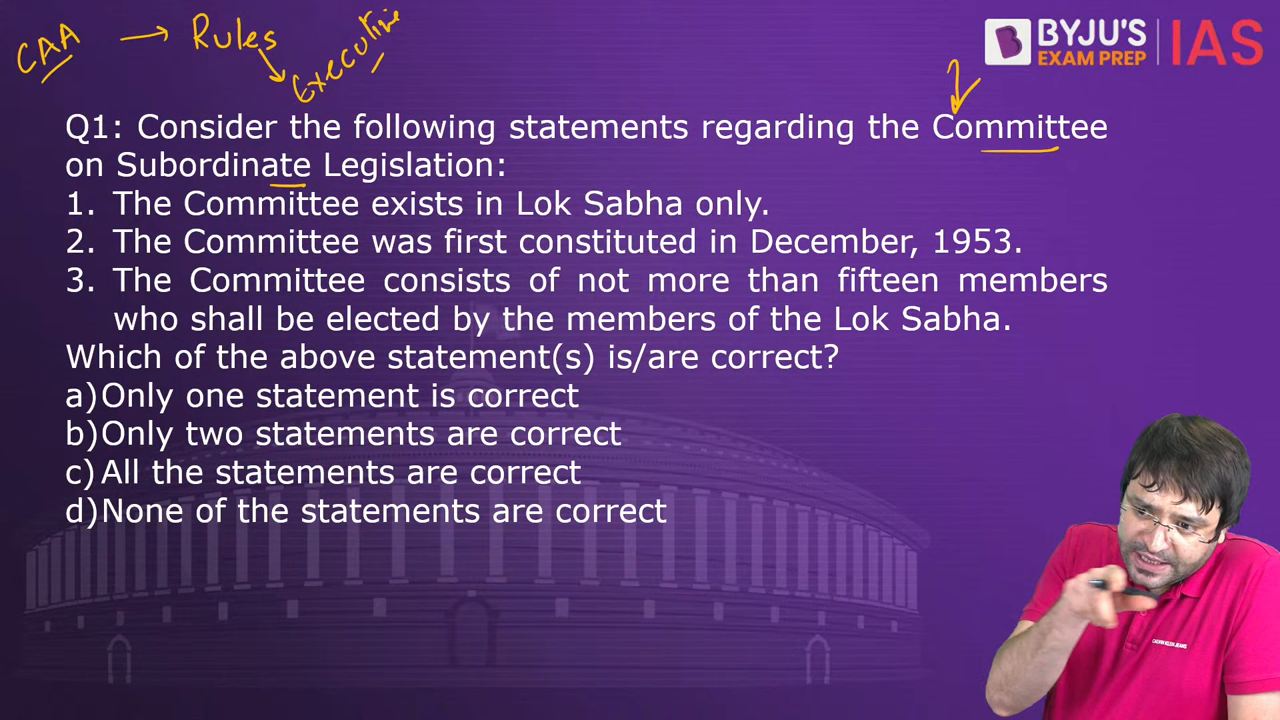 CAA → Rules
Executive
2
BYJU'S
EXAM PREP
IAS
Q1: Consider the following statements regarding the Committee
on Subordinate Legislation:
1. The Committee exists in Lok Sabha only.
2. The Committee was first constituted in December, 1953.
3. The Committee consists of not more than fifteen members
who shall be elected by the members of the Lok Sabha.
Which of the above statement(s) is/are correct?
a) Only one statement is correct
b) Only two statements are correct
c) All the statements are correct
d) None of the statements are correct
CALVIN KLEIN JEANS